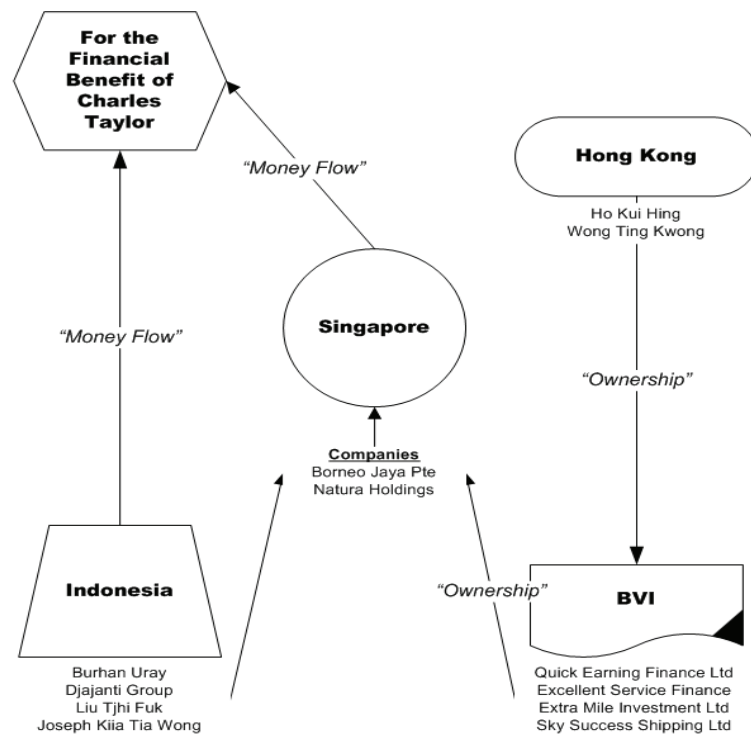 For the
Financial
Benefit of
Charles
Taylor
“Money Flow”
Hong Kong
Ho Kui Hing
Wong Ting Kwong
Singapore
“Money Flow”
“Ownership”
Companies
Borneo Jaya Pte
Natura Holdings
Indonesia
“Ownership”
BVI
Burhan Uray
Djajanti Group
Liu Tjhi Fuk
Joseph Kiia Tia Wong
Quick Earning Finance Ltd
Excellent Service Finance
Extra Mile Investment Ltd
Sky Success Shipping Ltd